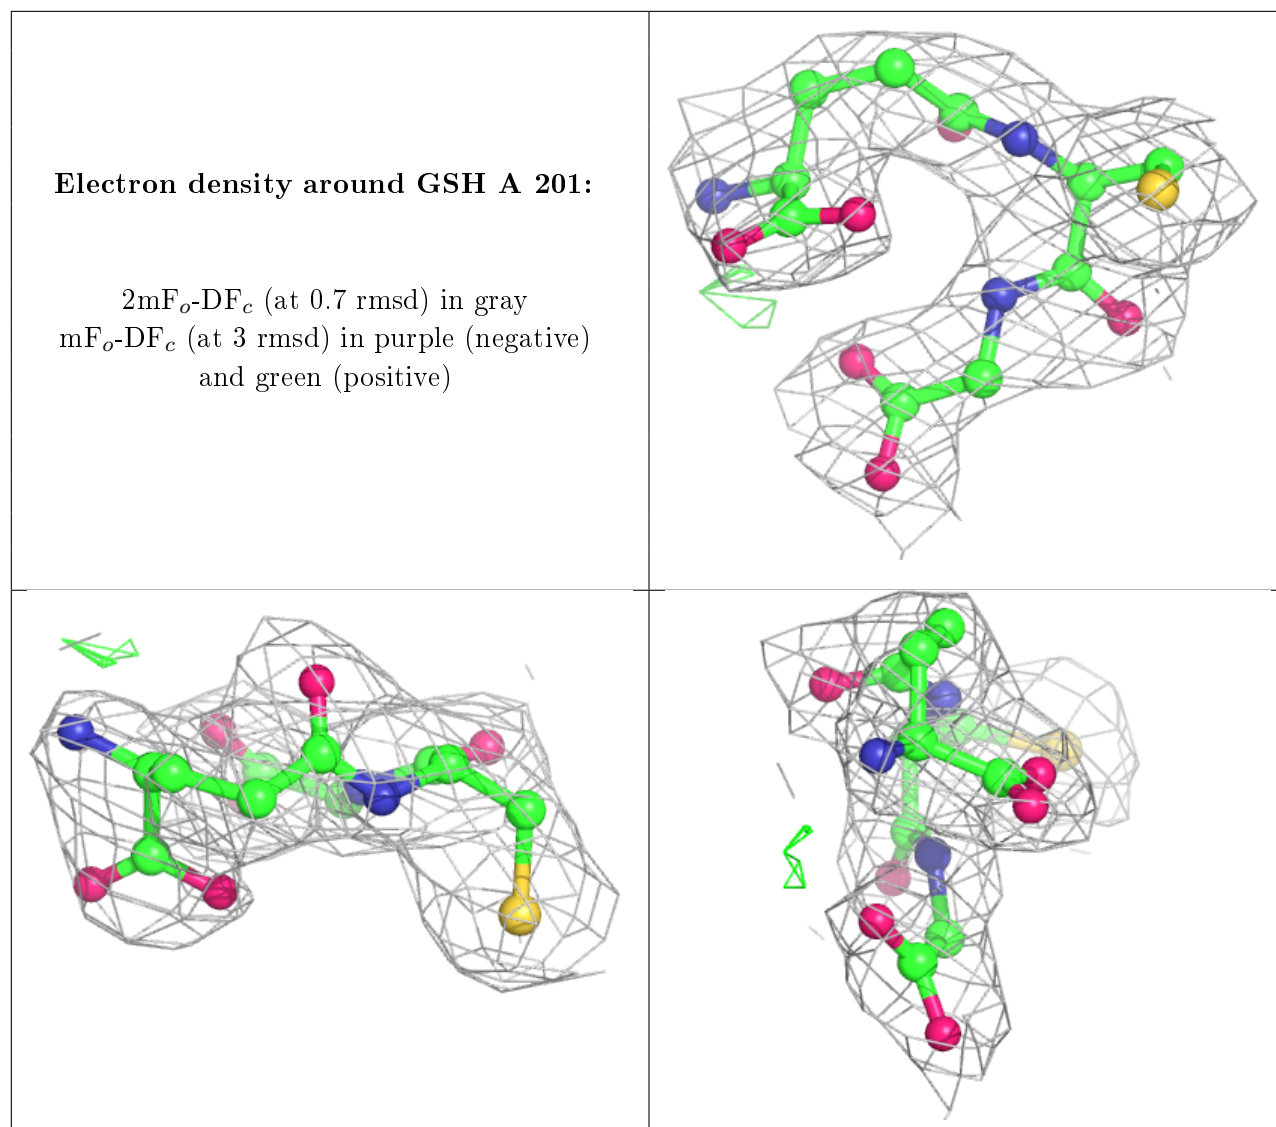 Electron density around GSH A 201:
2mFo-DFc (at 0.7 rmsd) in gray
mFo-DFc (at 3 rmsd) in purple (negative)
and green (positive)